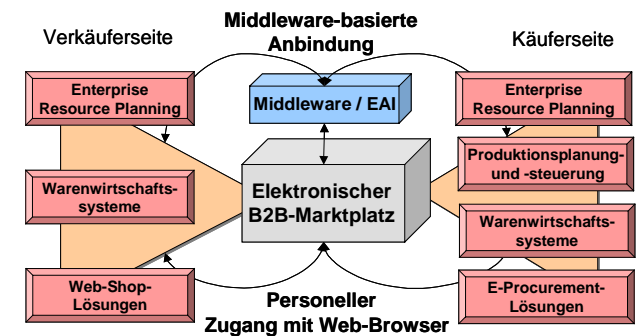 Middleware-basierte
Anbindung
Verkäuferseite
Käuferseite
Enterprise
Resource Planning
Middleware / EAI
Enterprise
Resource Planning
Produktionsplanung-
und -steuerung
Warenwirtschafts-
systeme
Elektronischer
B2B-Marktplatz
Warenwirtschafts-
systeme
Web-Shop-
Lösungen
E-Procurement-
Lösungen
Personeller
Zugang mit Web-Browser